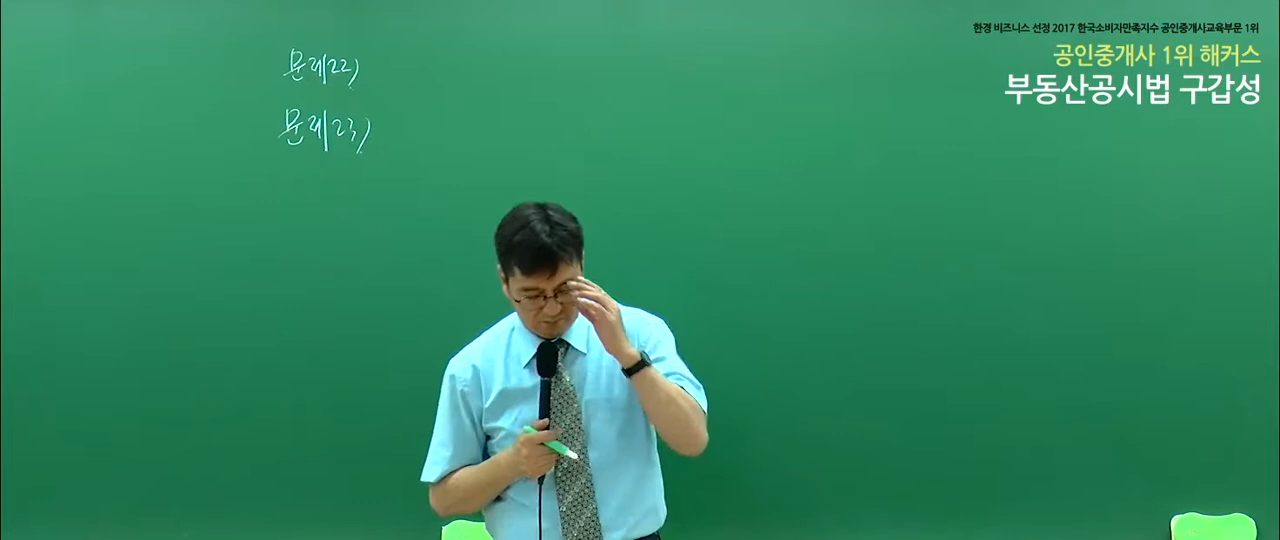 한경 비즈니스 선정 2017 한국소비자만족지수 공인중개사교육부문 1위
공인중개사 1위 해커스
부동산공시법 구갑성
문제22)
문제23)